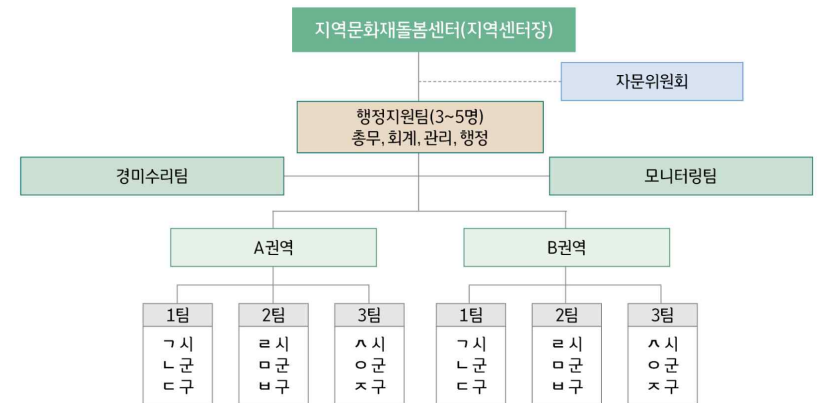 지역문화재돌봄센터(지역센터장)
자문위원회
행정지원팀(3~5명)
총무, 회계, 관리, 행정
경미수리팀
모니터링팀
A권역
B권역
1팀
2팀
3팀
1팀
2팀
3팀
ㄱ시
ㄴ군
ㄷ구
ㄹ시
ㅁ군
ㅂ구
ㅅ시
ㅇ군
ㅈ구
ㄱ시
ㄴ군
ㄷ구
ㄹ시
ㅁ군
ㅂ구
ㅅ시
ㅇ군
ㅈ구